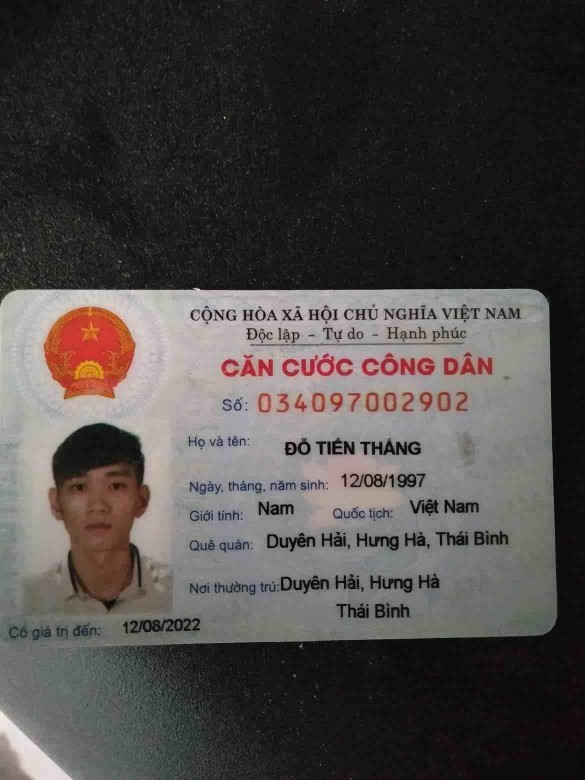 CỘNG HÒA XÃ HỘI CHỦ NGHĨA VIỆT NAM
Độc lập - Tự do - Hạnh phúc
CĂN CƯỚC CÔNG DÂN
Số: 034097002902
Họ và tên: ĐỖ TIẾN THẮNG
Ngày, tháng, năm sinh: 12/08/1997
Giới tính: Nam Quốc tịch: Việt Nam
Quê quán: Duyên Hải, Hưng Hà, Thái Bình
Nơi thường trú: Duyên Hải, Hưng Hà
Thái Bình
Có giá trị đến: 12/08/2022